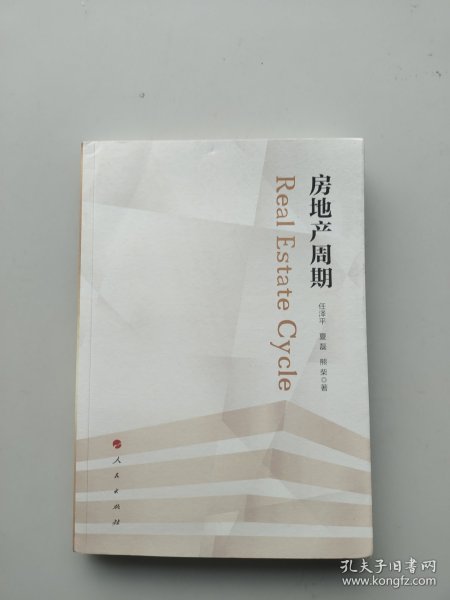 房地产周期
Real Estate Cycle
任泽平 夏磊 熊柴◎著
人民出版社
孔夫子旧书网
www.kongfz.com